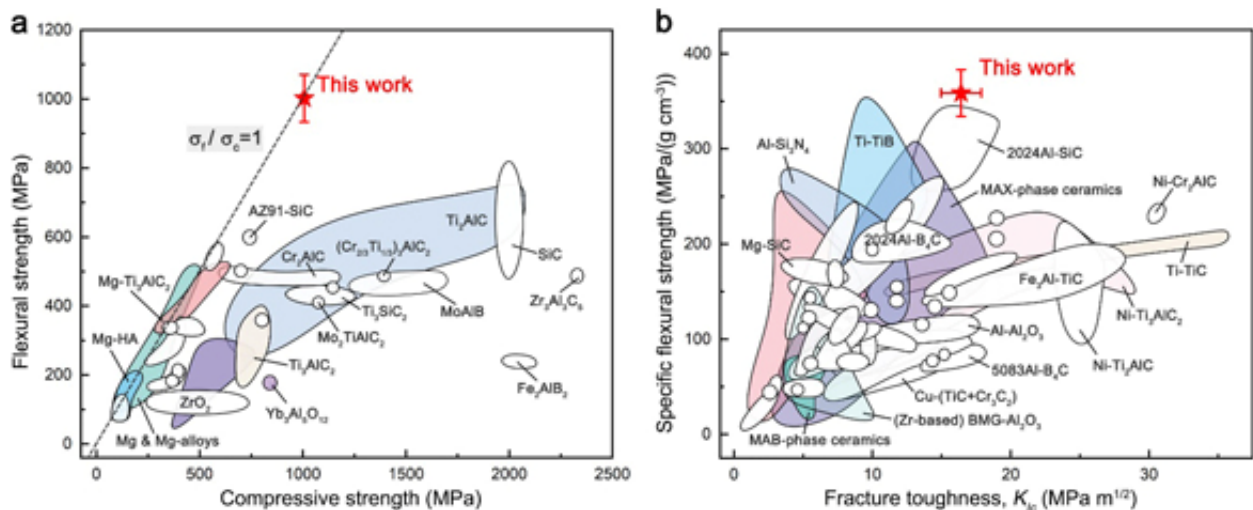 a
1200
1000
800
600
400
200
0
0
500
1000
1500
2000
2500
Flexural strength (MPa)
Compressive strength (MPa)
This work
σf / σc=1
AZ91-SiC
Ti2AlC
(Cr2/3Ti1/3)3AlC2
Cr2AlC
SiC
Mg-Ti2AlC
MoAlB
Zr3Al3C5
Ti3SiC2
Mo2TiAlC2
Mg-HA
Ti3AlC2
Fe2AlB2
ZrO2
Yb3Al5O12
Mg & Mg-alloys
b
400
300
200
100
0
0
10
20
30
Specific flexural strength (MPa/(g cm-3))
Fracture toughness, KIc (MPa m1/2)
This work
Al-Si3N4
Ti-TiB
2024Al-SiC
MAX-phase ceramics
Ni-Cr2AlC
2024Al-B4C
Mg-SiC
Ti-TiC
Fe3Al-TiC
Ni-Ti3AlC2
Al-Al2O3
Ni-Ti2AlC
5083Al-B4C
Cu-(TiC+Cr3C2)
(Zr-based) BMG-Al2O3
MAB-phase ceramics